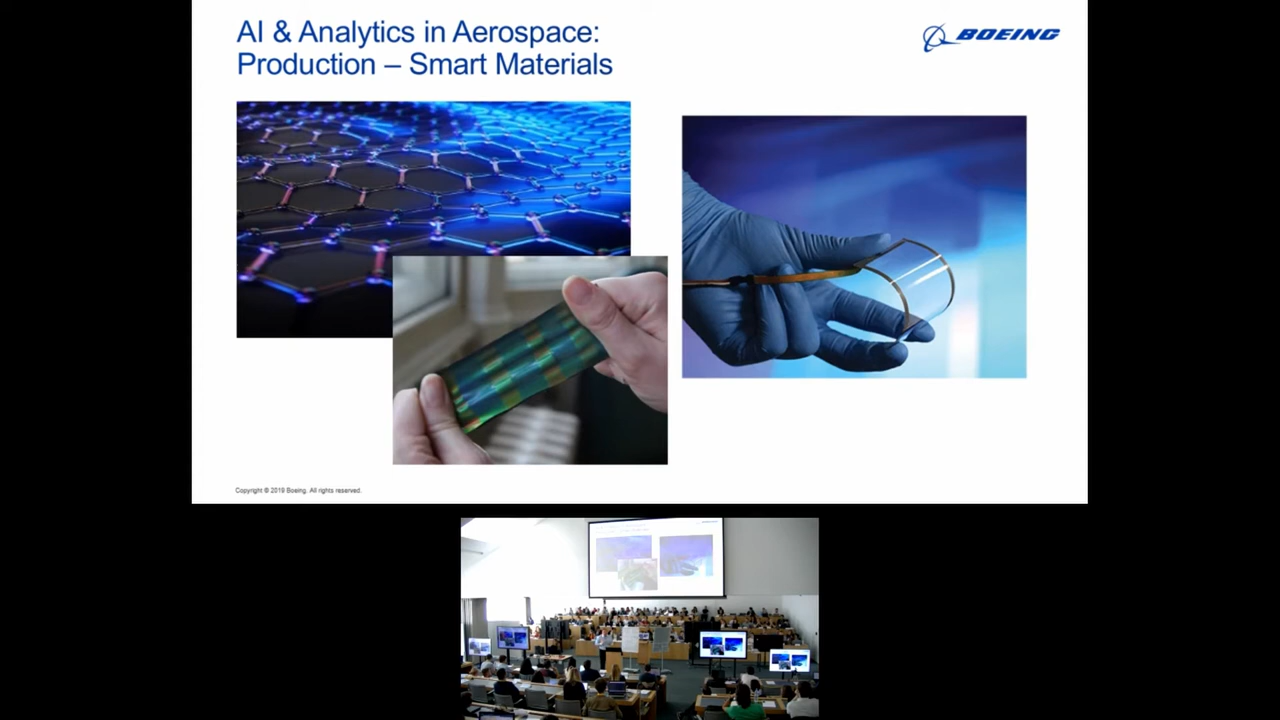 AI & Analytics in Aerospace:
Production – Smart Materials
BOEING
Copyright © 2019 Boeing. All rights reserved.